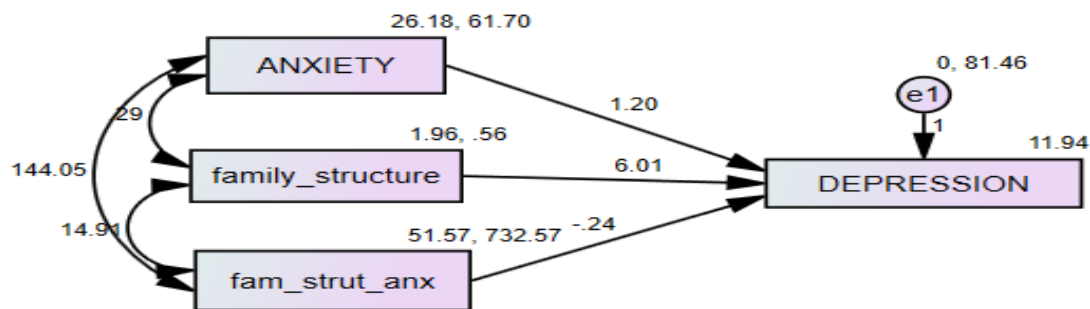 26.18, 61.70
ANXIETY
0, 81.46
e1
1.20
1
29
1.96, .56
11.94
144.05
family_structure
6.01
DEPRESSION
14.91
51.57, 732.57
-.24
fam_strut_anx